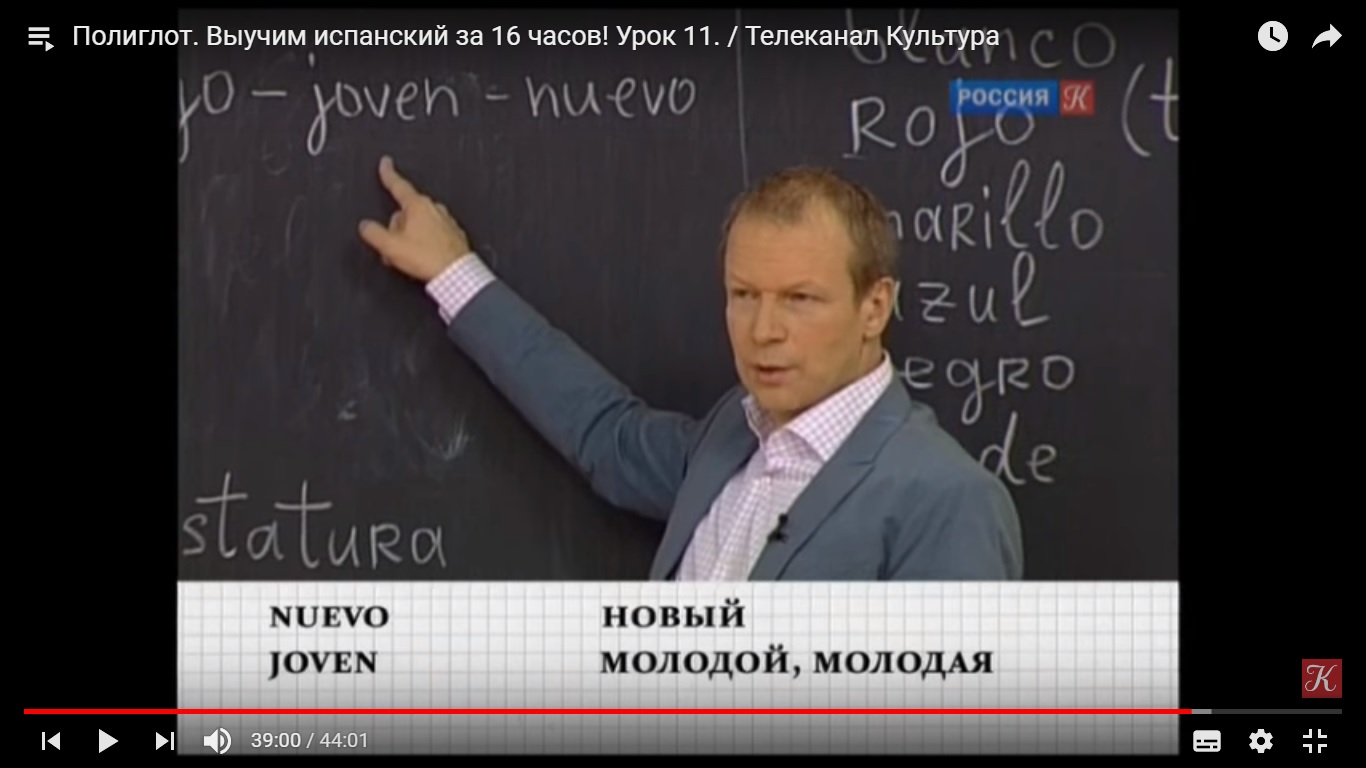 Полиглот. Выучим испанский за 16 часов! Урок 11. / Телеканал Культура
jo - joven - nuevo
blanco
РОССИЯ К
Rojo (t
marillo
azul
egro
de
statura
NUEVO НОВЫЙ
JOVEN МОЛОДОЙ, МОЛОДАЯ
К
39:00 / 44:01